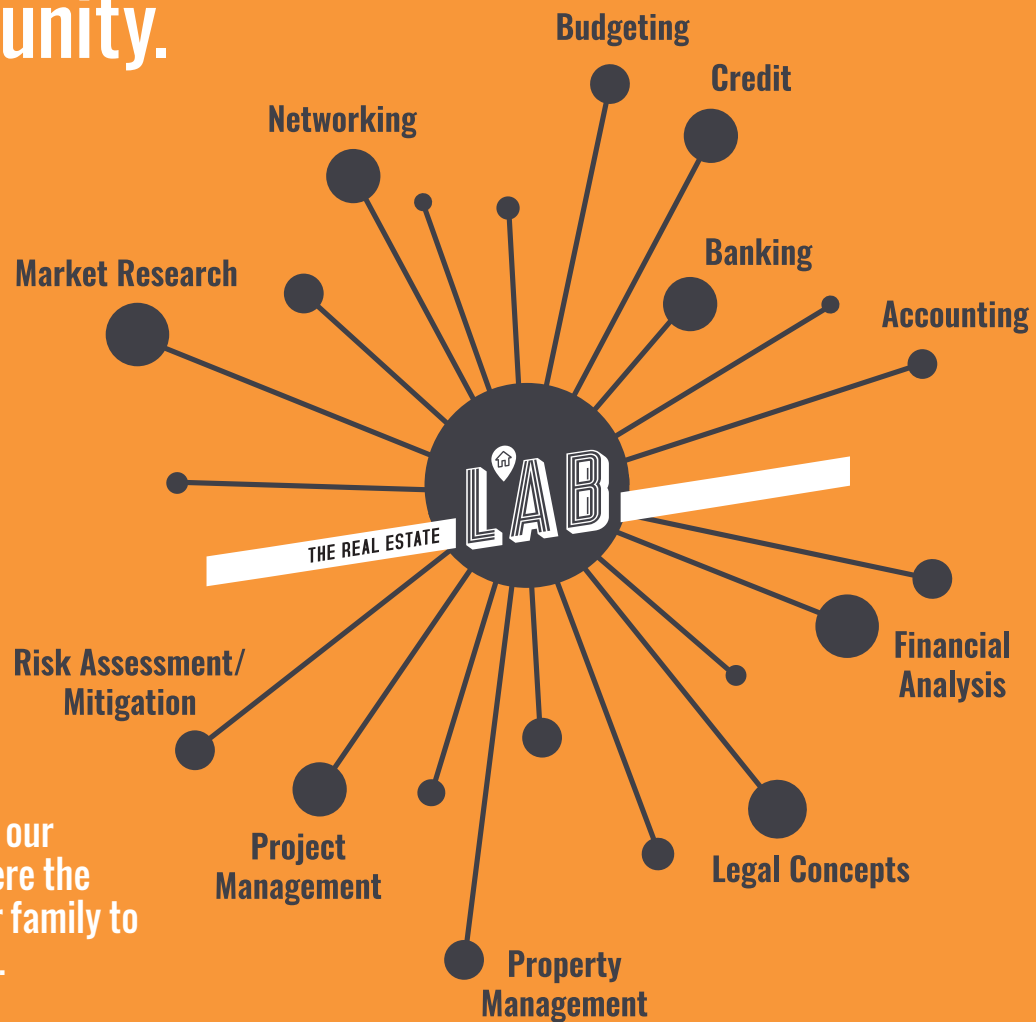 unity.
Budgeting
Credit
Networking
Banking
Market Research
Accounting
LAB
THE REAL ESTATE
Financial
Analysis
Risk Assessment/
Mitigation
our
ere the
r family to
.
Project
Management
Legal Concepts
Property
Management